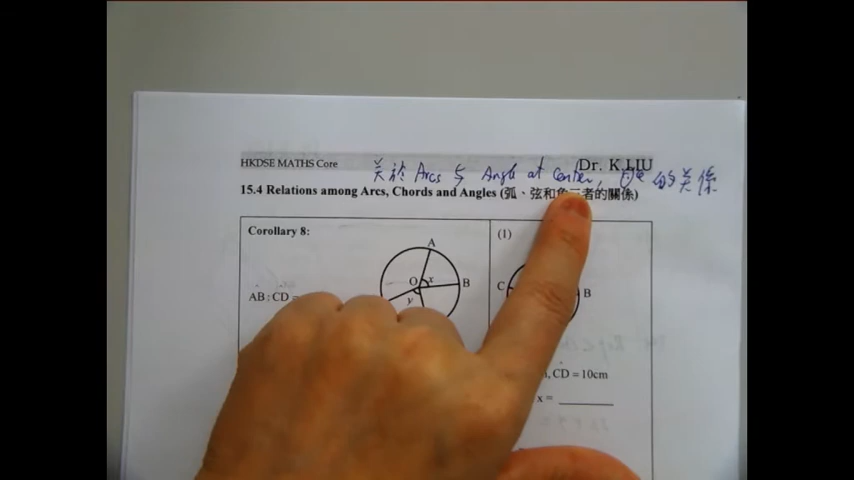 HKDSE MATHS Core
Dr. K LIU
关於 Arcs 与 Angle at Center, 的关係
15.4 Relations among Arcs, Chords and Angles (弧、弦和角三者的關係)
Corollary 8:
A
O x
B
y
AB : CD =
(1)
C
B
, CD = 10cm
x =